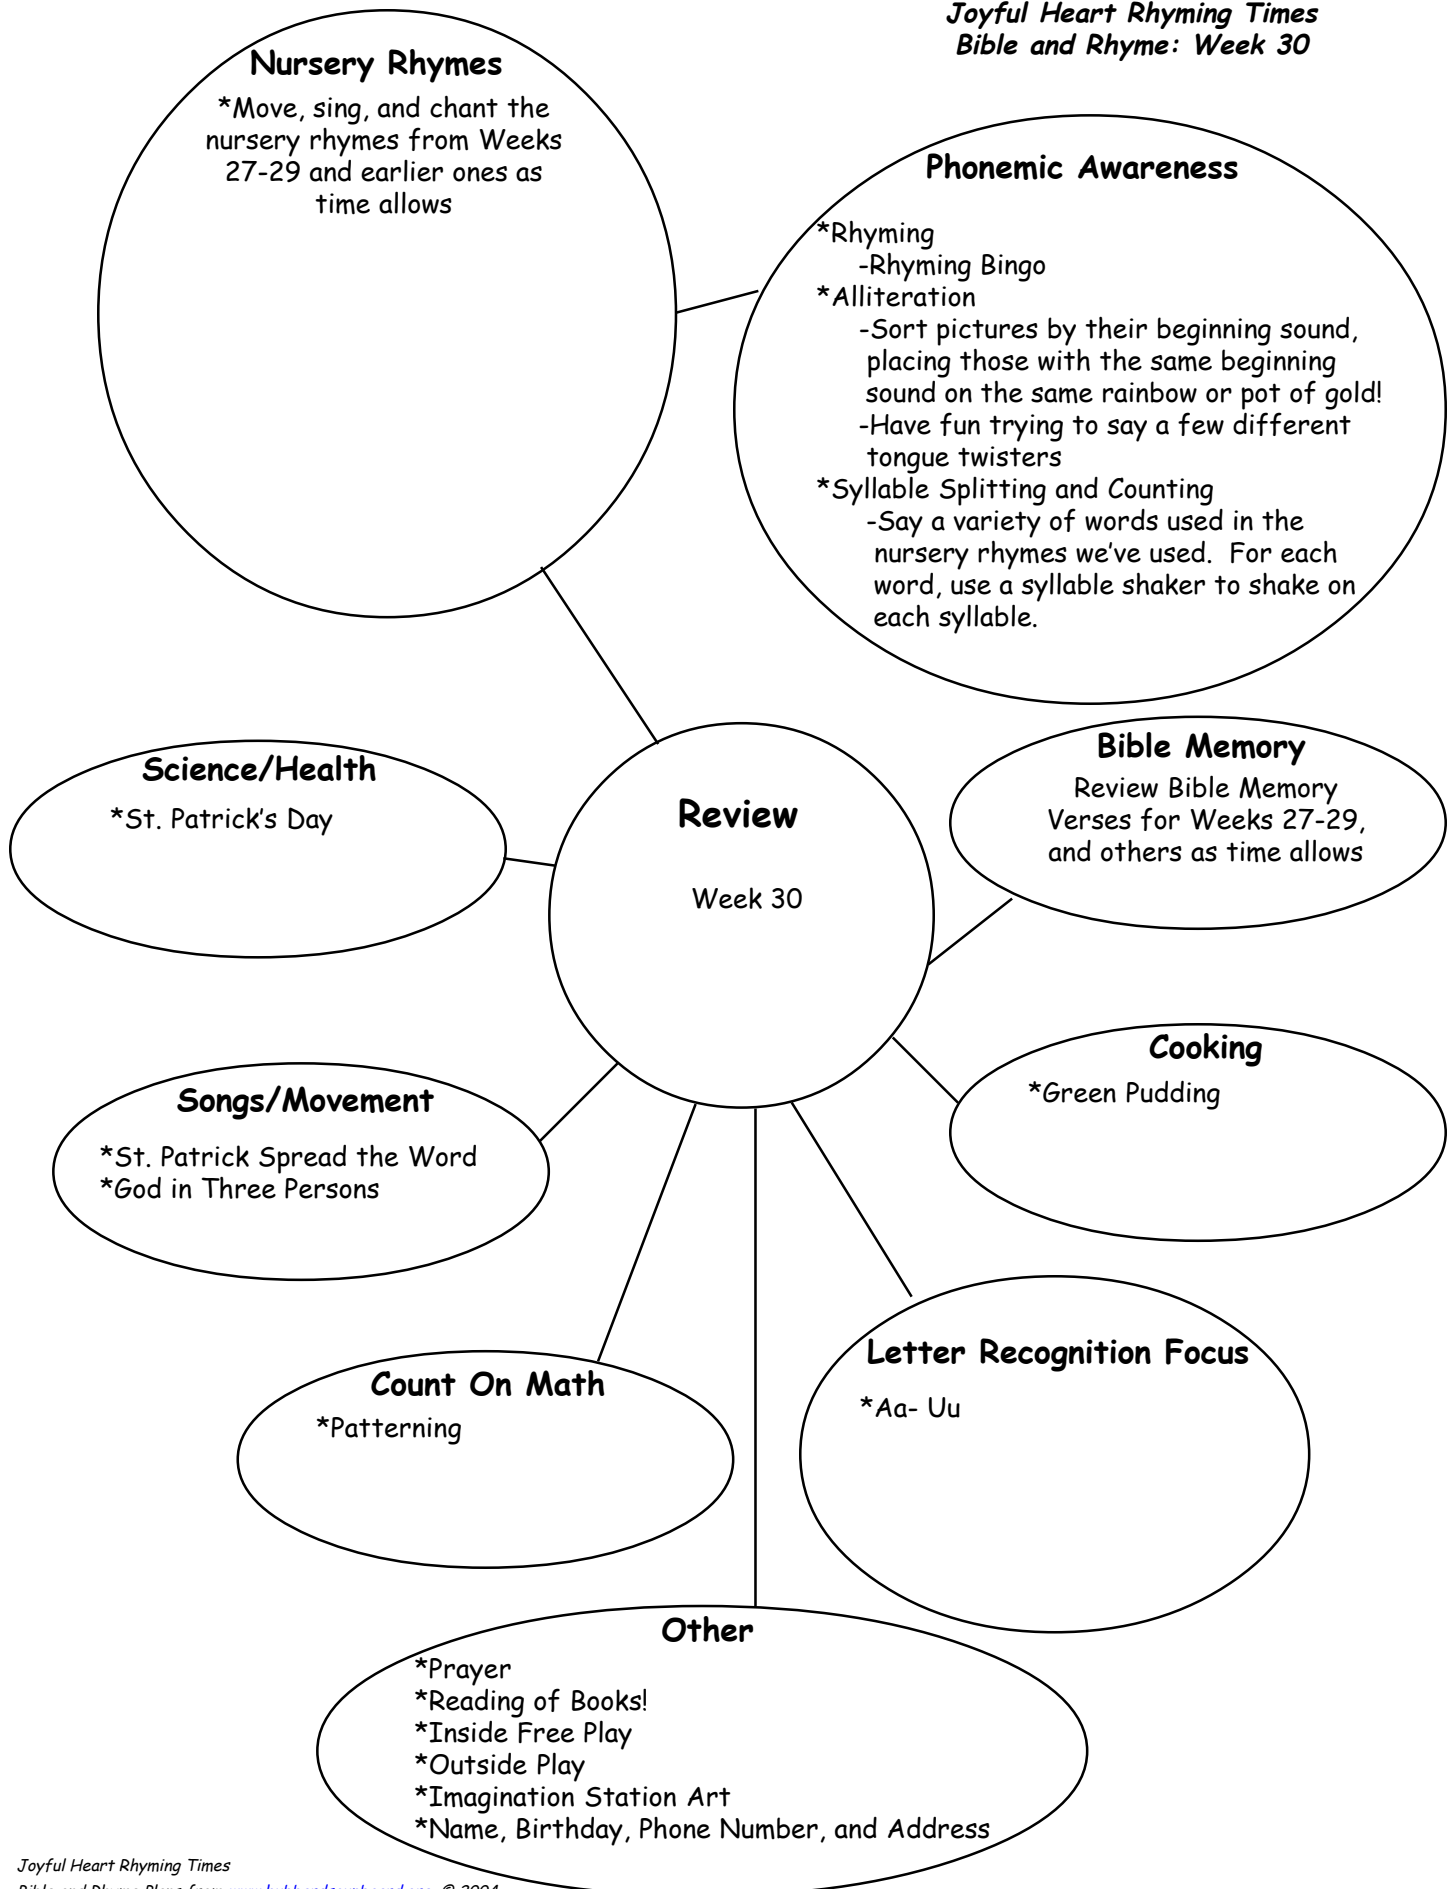 Joyful Heart Rhyming Times
Bible and Rhyme: Week 30
Nursery Rhymes
*Move, sing, and chant the
nursery rhymes from Weeks
27-29 and earlier ones as
time allows
Phonemic Awareness
*Rhyming
-Rhyming Bingo
*Alliteration
-Sort pictures by their beginning sound,
placing those with the same beginning
sound on the same rainbow or pot of gold!
-Have fun trying to say a few different
tongue twisters
*Syllable Splitting and Counting
-Say a variety of words used in the
nursery rhymes we've used.  For each
word, use a syllable shaker to shake on
each syllable.
Science/Health
*St. Patrick's Day
Review
Week 30
Bible Memory
Review Bible Memory
Verses for Weeks 27-29,
and others as time allows
Cooking
*Green Pudding
Songs/Movement
*St. Patrick Spread the Word
*God in Three Persons
Count On Math
*Patterning
Letter Recognition Focus
*Aa- Uu
Other
*Prayer
*Reading of Books!
*Inside Free Play
*Outside Play
*Imagination Station Art
*Name, Birthday, Phone Number, and Address
Joyful Heart Rhyming Times
Bible and Rhyme Plans from © 2004